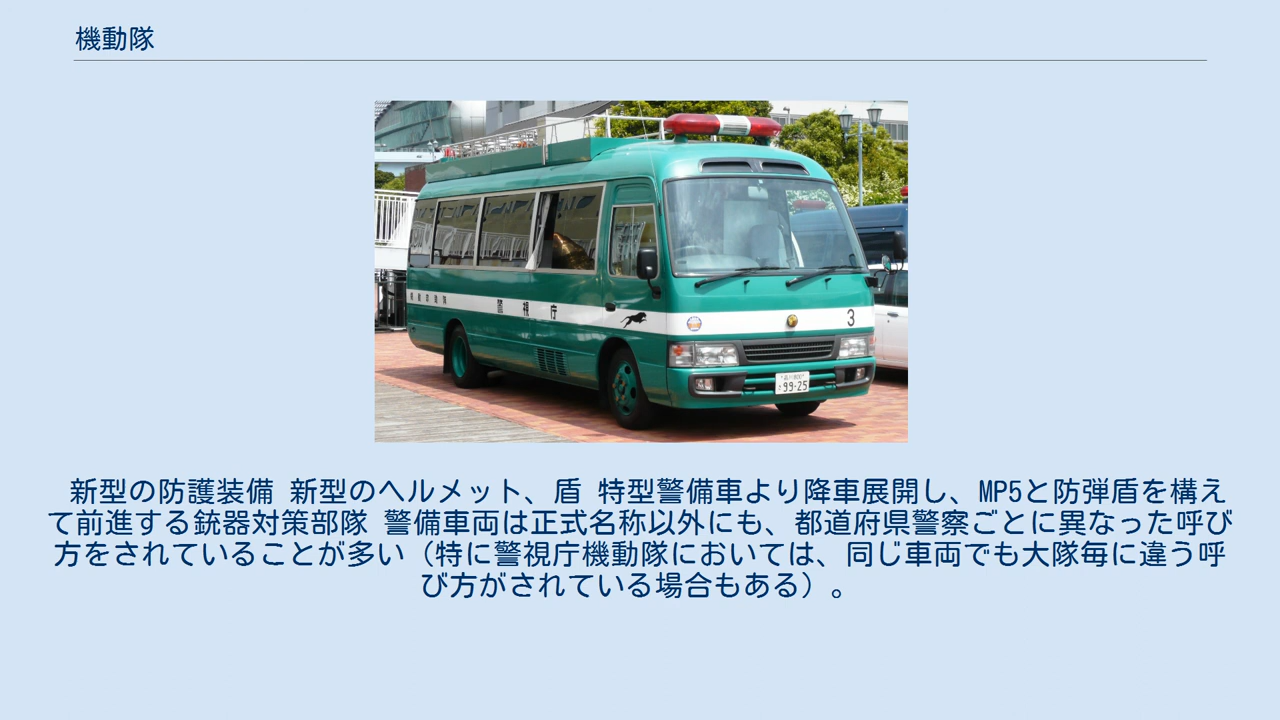 機動隊
警視庁
3
99-25
新型の防護装備 新型のヘルメット、盾 特型警備車より降車展開し、MP5と防弾盾を構え
て前進する銃器対策部隊 警備車両は正式名称以外にも、都道府県警察ごとに異なった呼び
方をされていることが多い（特に警視庁機動隊においては、同じ車両でも大隊毎に違う呼
び方がされている場合もある）。